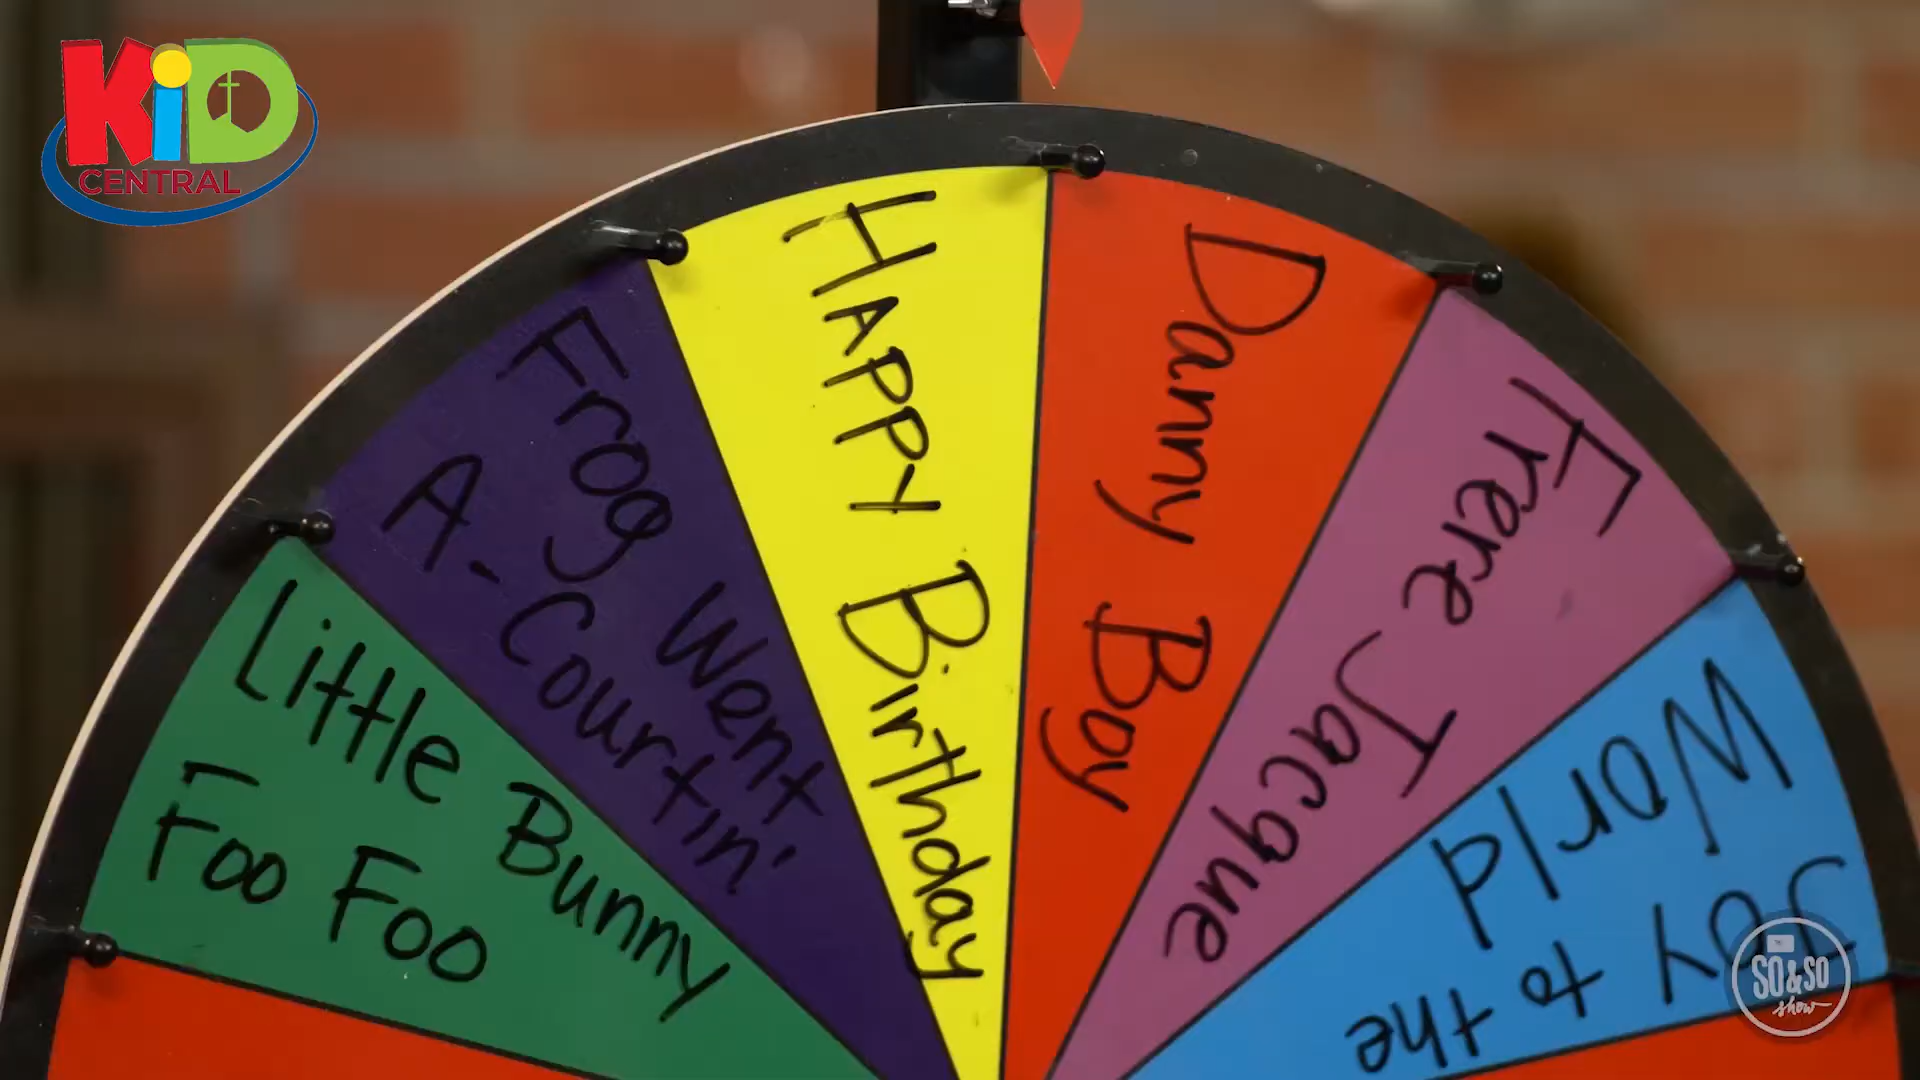 KiD
CENTRAL
Little Bunny
Foo Foo
Frog Went
A-Courtin'
Happy Birthday
Danny Boy
Frere Jacque
Joy to the
World
SO&SO
show